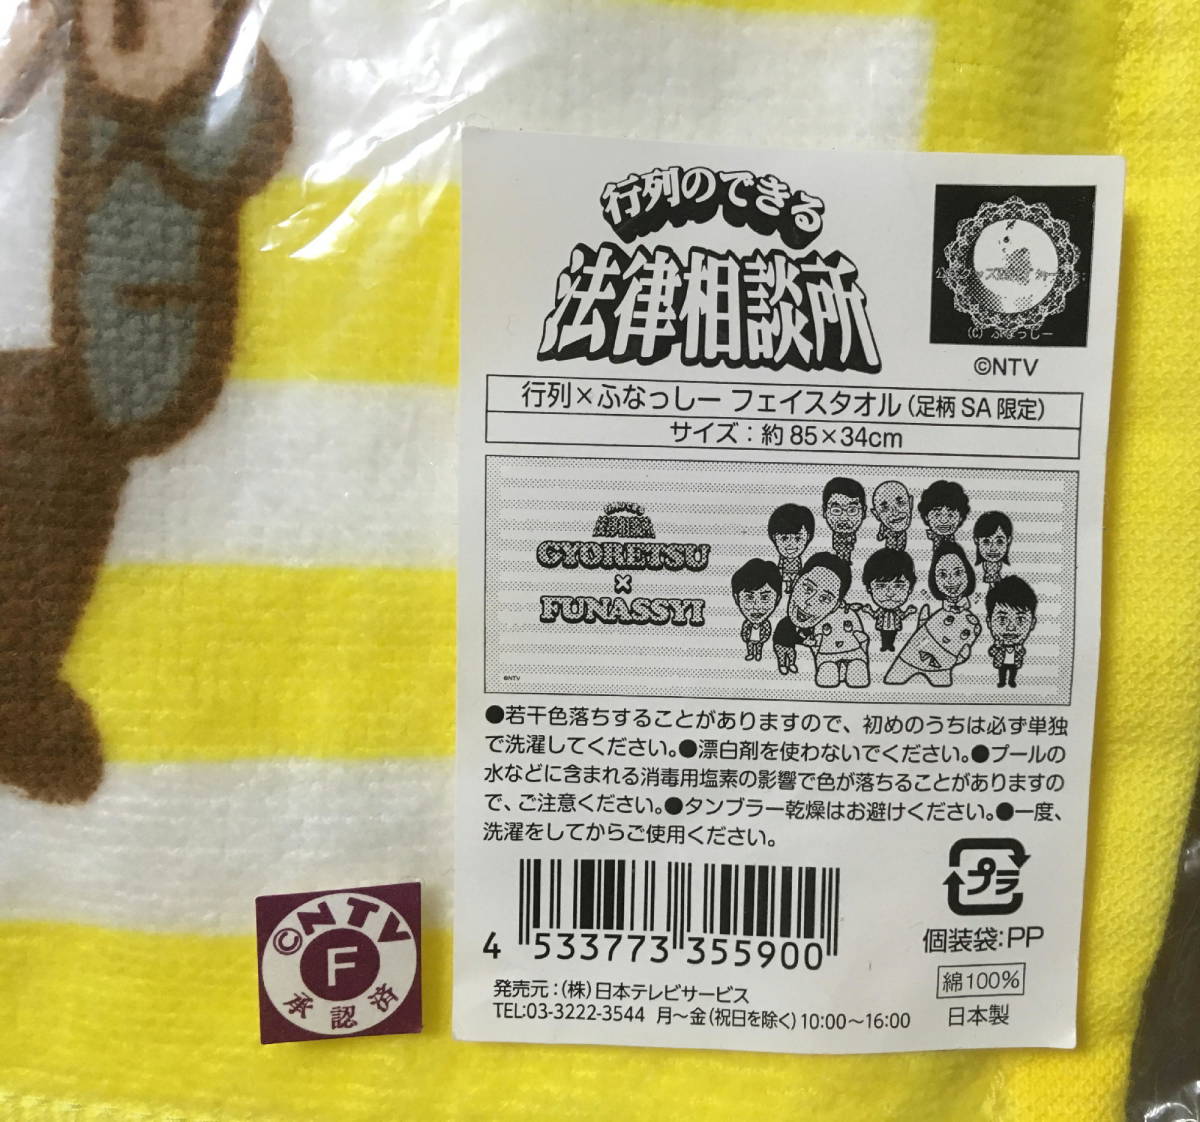 行列のできる
法律相談所
(C) ふなっしー
©NTV
行列×ふなっしー フェイスタオル(足柄SA限定)
サイズ:約85×34cm
法律相談所
GYORETSU
×
FUNASSYI
©NTV
●若干色落ちすることがありますので、初めのうちは必ず単独
で洗濯してください。●漂白剤を使わないでください。●プールの
水などに含まれる消毒用塩素の影響で色が落ちることがありますの
で、ご注意ください。●タンブラー乾燥はお避けください。●一度、
洗濯をしてからご使用ください。
4 533773 355900
プラ
個装袋:PP
綿100%
日本製
発売元:(株)日本テレビサービス
TEL:03-3222-3544 月〜金(祝日を除く)10:00〜16:00
©NTV
F
承認済